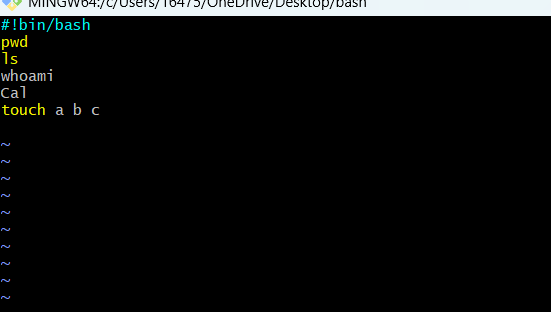 MINGW64:/c/Users/16475/OneDrive/Desktop/bash
#!bin/bash
pwd
ls
whoami
Cal
touch a b c
~
~
~
~
~
~
~
~
~
~